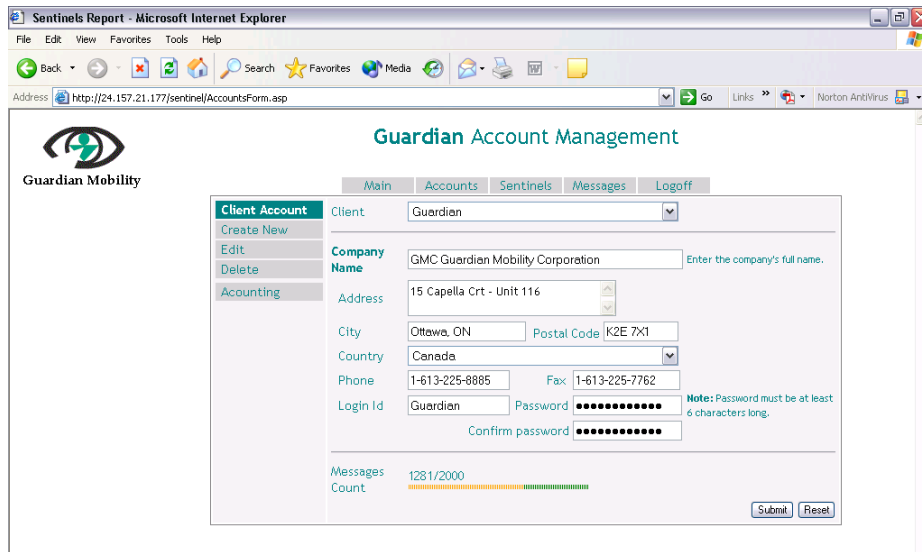 Sentinels Report - Microsoft Internet Explorer
File Edit View Favorites Tools Help
Back Search Favorites Media
Address http://24.157.21.177/sentinel/AccountsForm.asp Go Links » Norton AntiVirus
Guardian Account Management
Guardian Mobility
Main Accounts Sentinels Messages Logoff
Client Account
Create New
Edit
Delete
Acounting
Client Guardian
Company Name GMC Guardian Mobility Corporation Enter the company's full name.
Address 15 Capella Crt - Unit 116
City Ottawa, ON Postal Code K2E 7X1
Country Canada
Phone 1-613-225-8885 Fax 1-613-225-7762
Login Id Guardian Password ●●●●●●●●●●●● Note: Password must be at least
6 characters long.
Confirm password ●●●●●●●●●●●●
Messages Count 1281/2000
Submit Reset